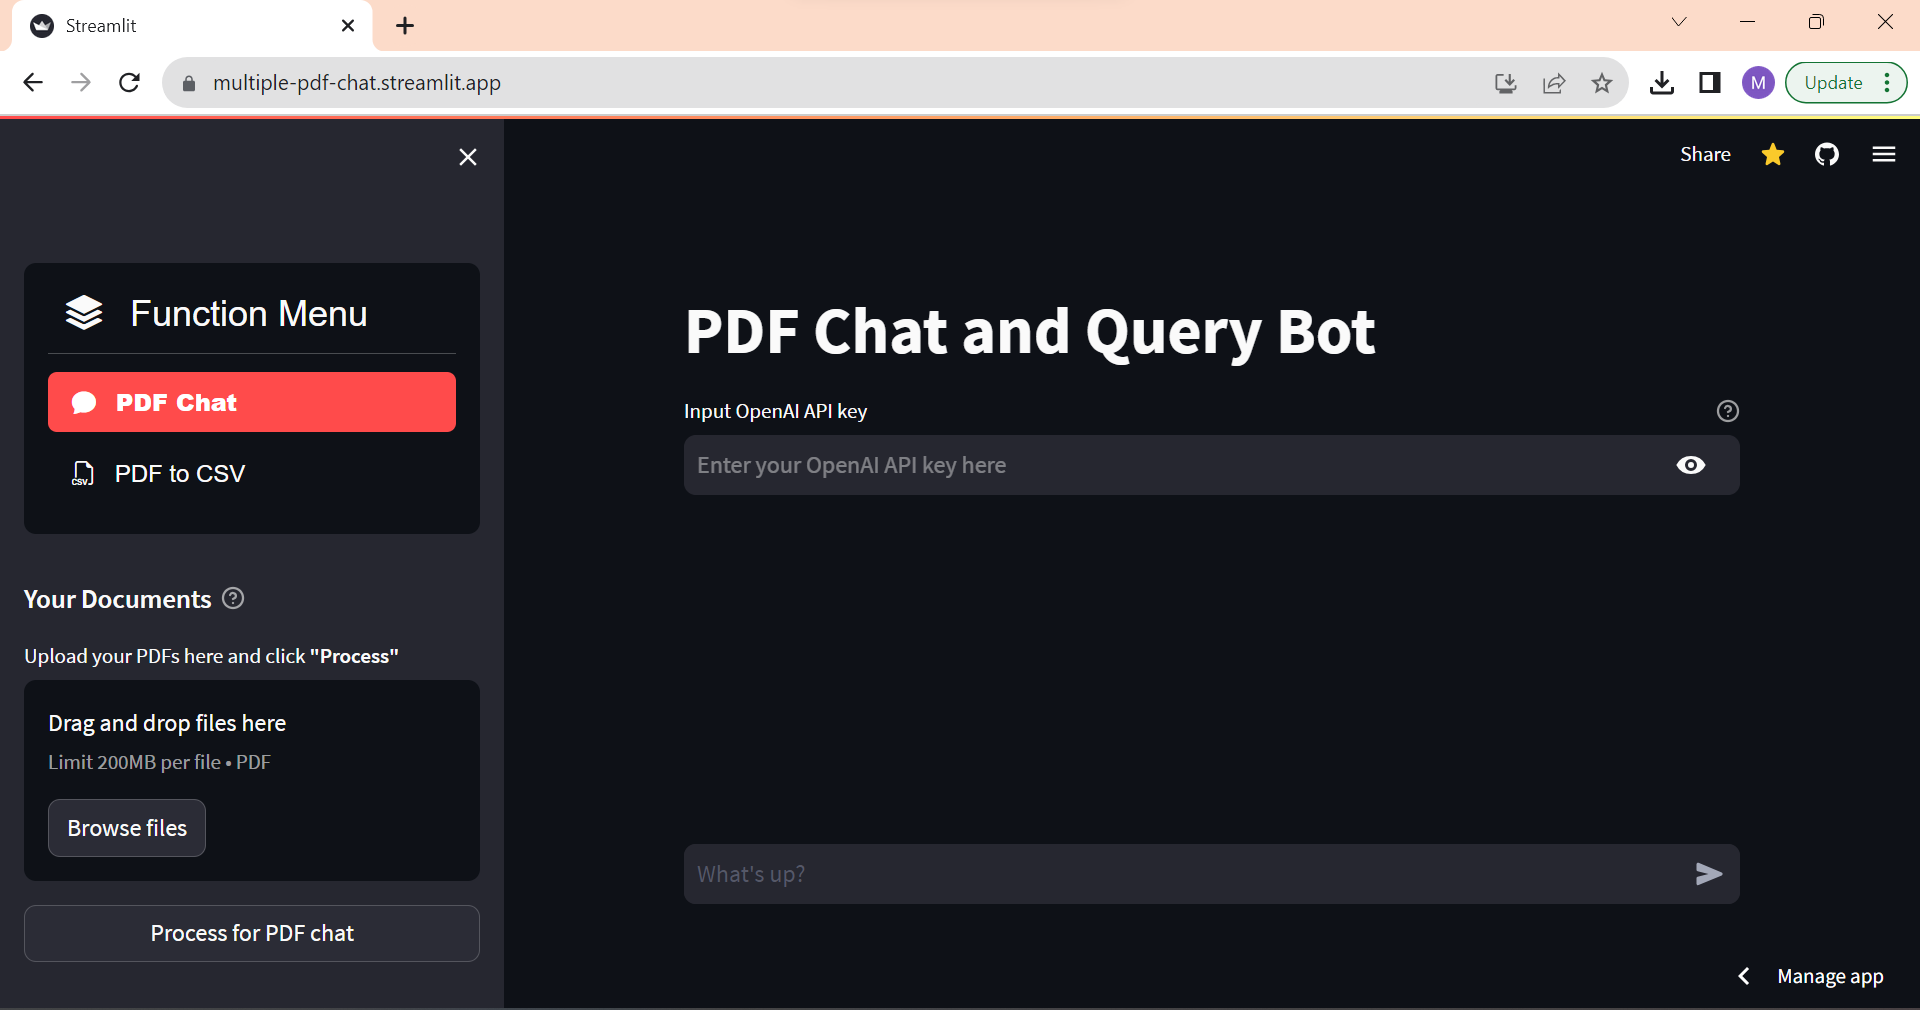 Streamlit
multiple-pdf-chat.streamlit.app
M
Update
Share
Function Menu
PDF Chat
CSV
PDF to CSV
Your Documents
Upload your PDFs here and click "Process"
Drag and drop files here
Limit 200MB per file • PDF
Browse files
Process for PDF chat
PDF Chat and Query Bot
Input OpenAI API key
Enter your OpenAI API key here
What's up?
Manage app